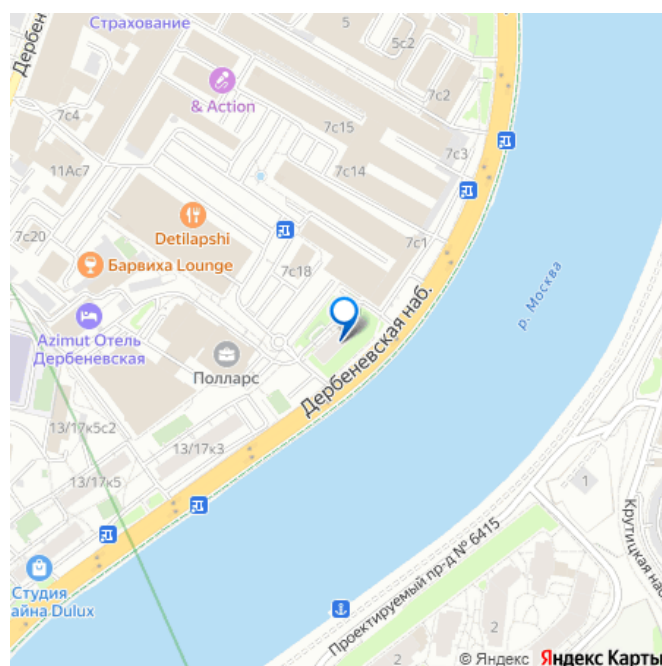 Страхование
5
5с2
Дербен
7с4
& Action
7с2
7с15
7с3
11Ас7
7с14
Detilapshi
7с20
7с1
Барвиха Lounge
7с18
р. Москва
Azimut Отель
Дербеневская
Полларс
Дербеневская наб.
13/17к5с2
13/17к3
13/17к5
1
Крутицкая наб
Студия
айна Dulux
Проектируемый пр-д № 6415
2
2
© Яндекс Яндекс Карты